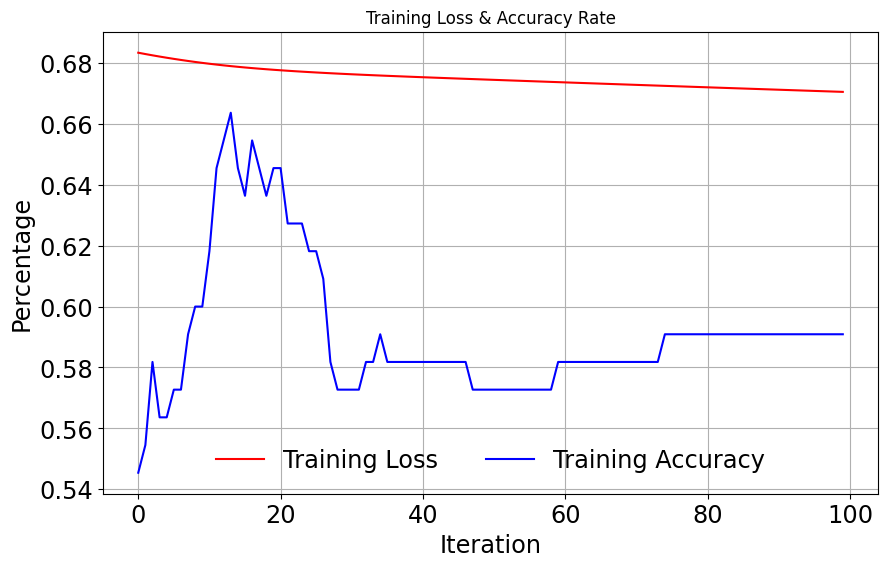 Training Loss & Accuracy Rate
Percentage
0.68
0.66
0.64
0.62
0.60
0.58
0.56
0.54
Training Loss Training Accuracy
0 20 40 60 80 100
Iteration